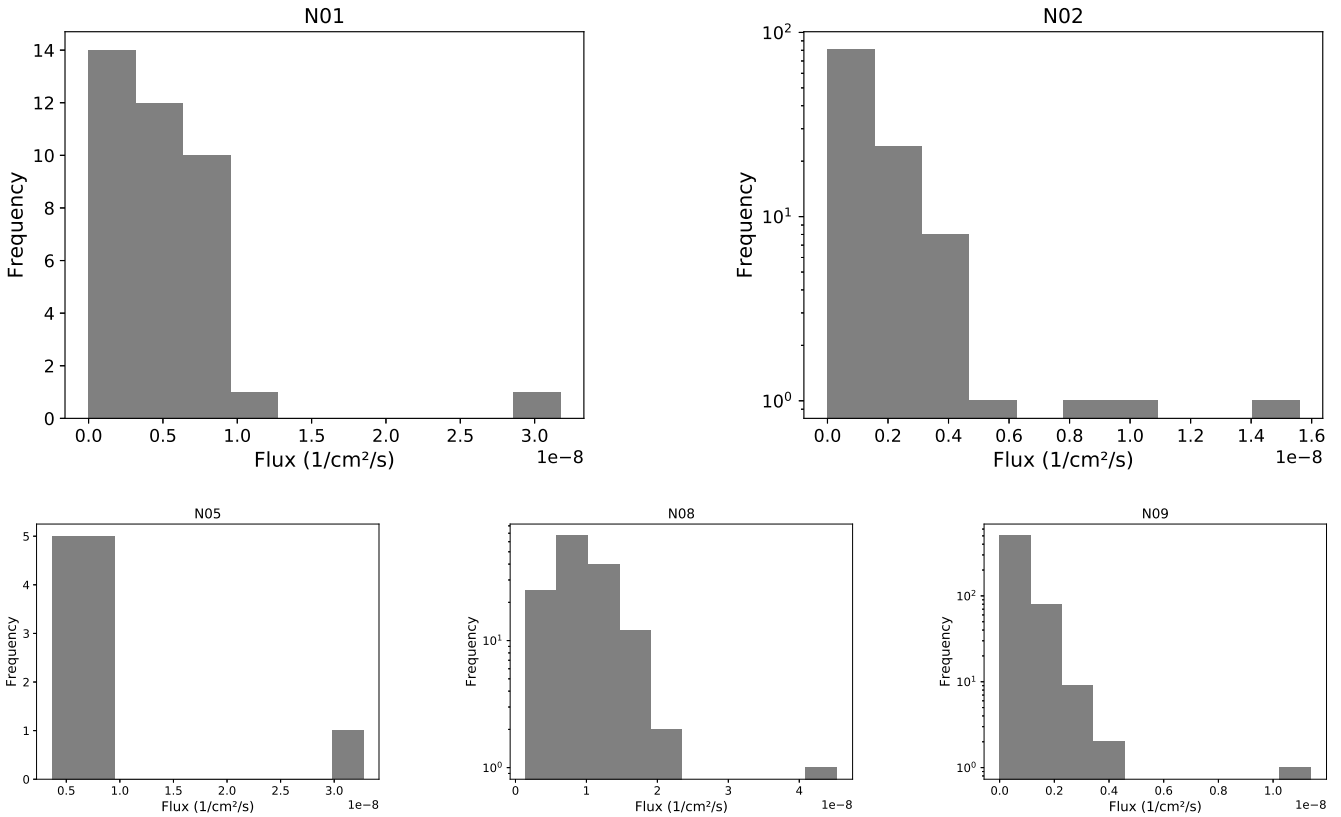 N01
14
12
10
8
6
4
2
0
Frequency
0.0 0.5 1.0 1.5 2.0 2.5 3.0
Flux (1/cm²/s)
1e−8
N02
10²
10¹
10⁰
Frequency
0.0 0.2 0.4 0.6 0.8 1.0 1.2 1.4 1.6
Flux (1/cm²/s)
1e−8
N05
5
4
3
2
1
0
Frequency
0.5 1.0 1.5 2.0 2.5 3.0
Flux (1/cm²/s)
1e−8
N08
10¹
10⁰
Frequency
0 1 2 3 4
Flux (1/cm²/s)
1e−8
N09
10²
10¹
10⁰
Frequency
0.0 0.2 0.4 0.6 0.8 1.0
Flux (1/cm²/s)
1e−8